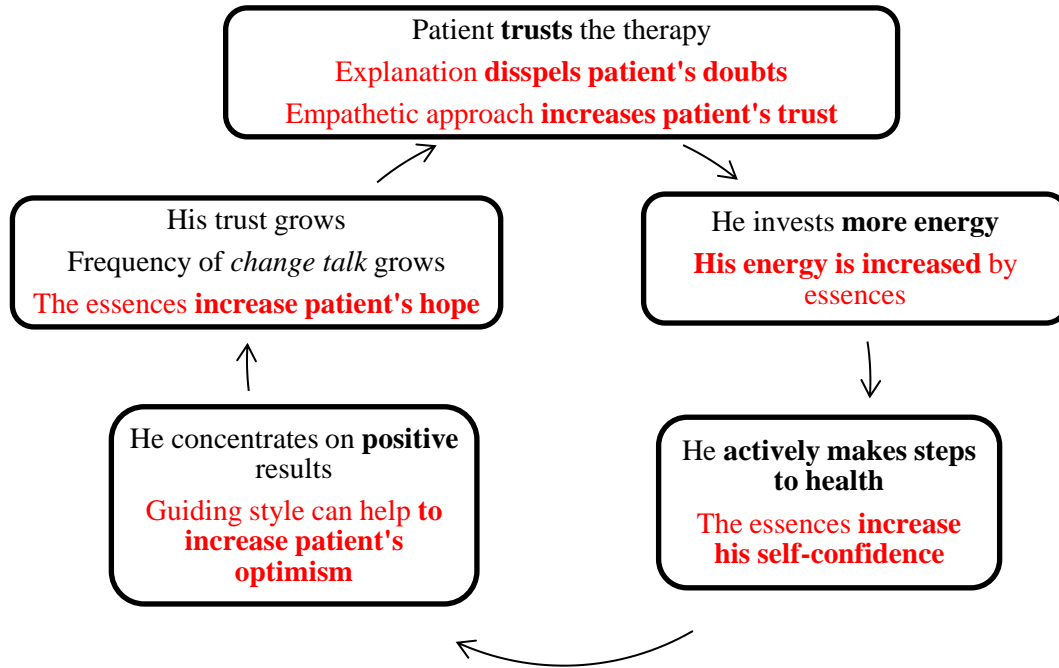 Patient trusts the therapy
Explanation disspels patient's doubts
Empathetic approach increases patient's trust
He invests more energy
His energy is increased by
essences
He actively makes steps
to health
The essences increase
his self-confidence
He concentrates on positive
results
Guiding style can help to
increase patient's
optimism
His trust grows
Frequency of change talk grows
The essences increase patient's hope